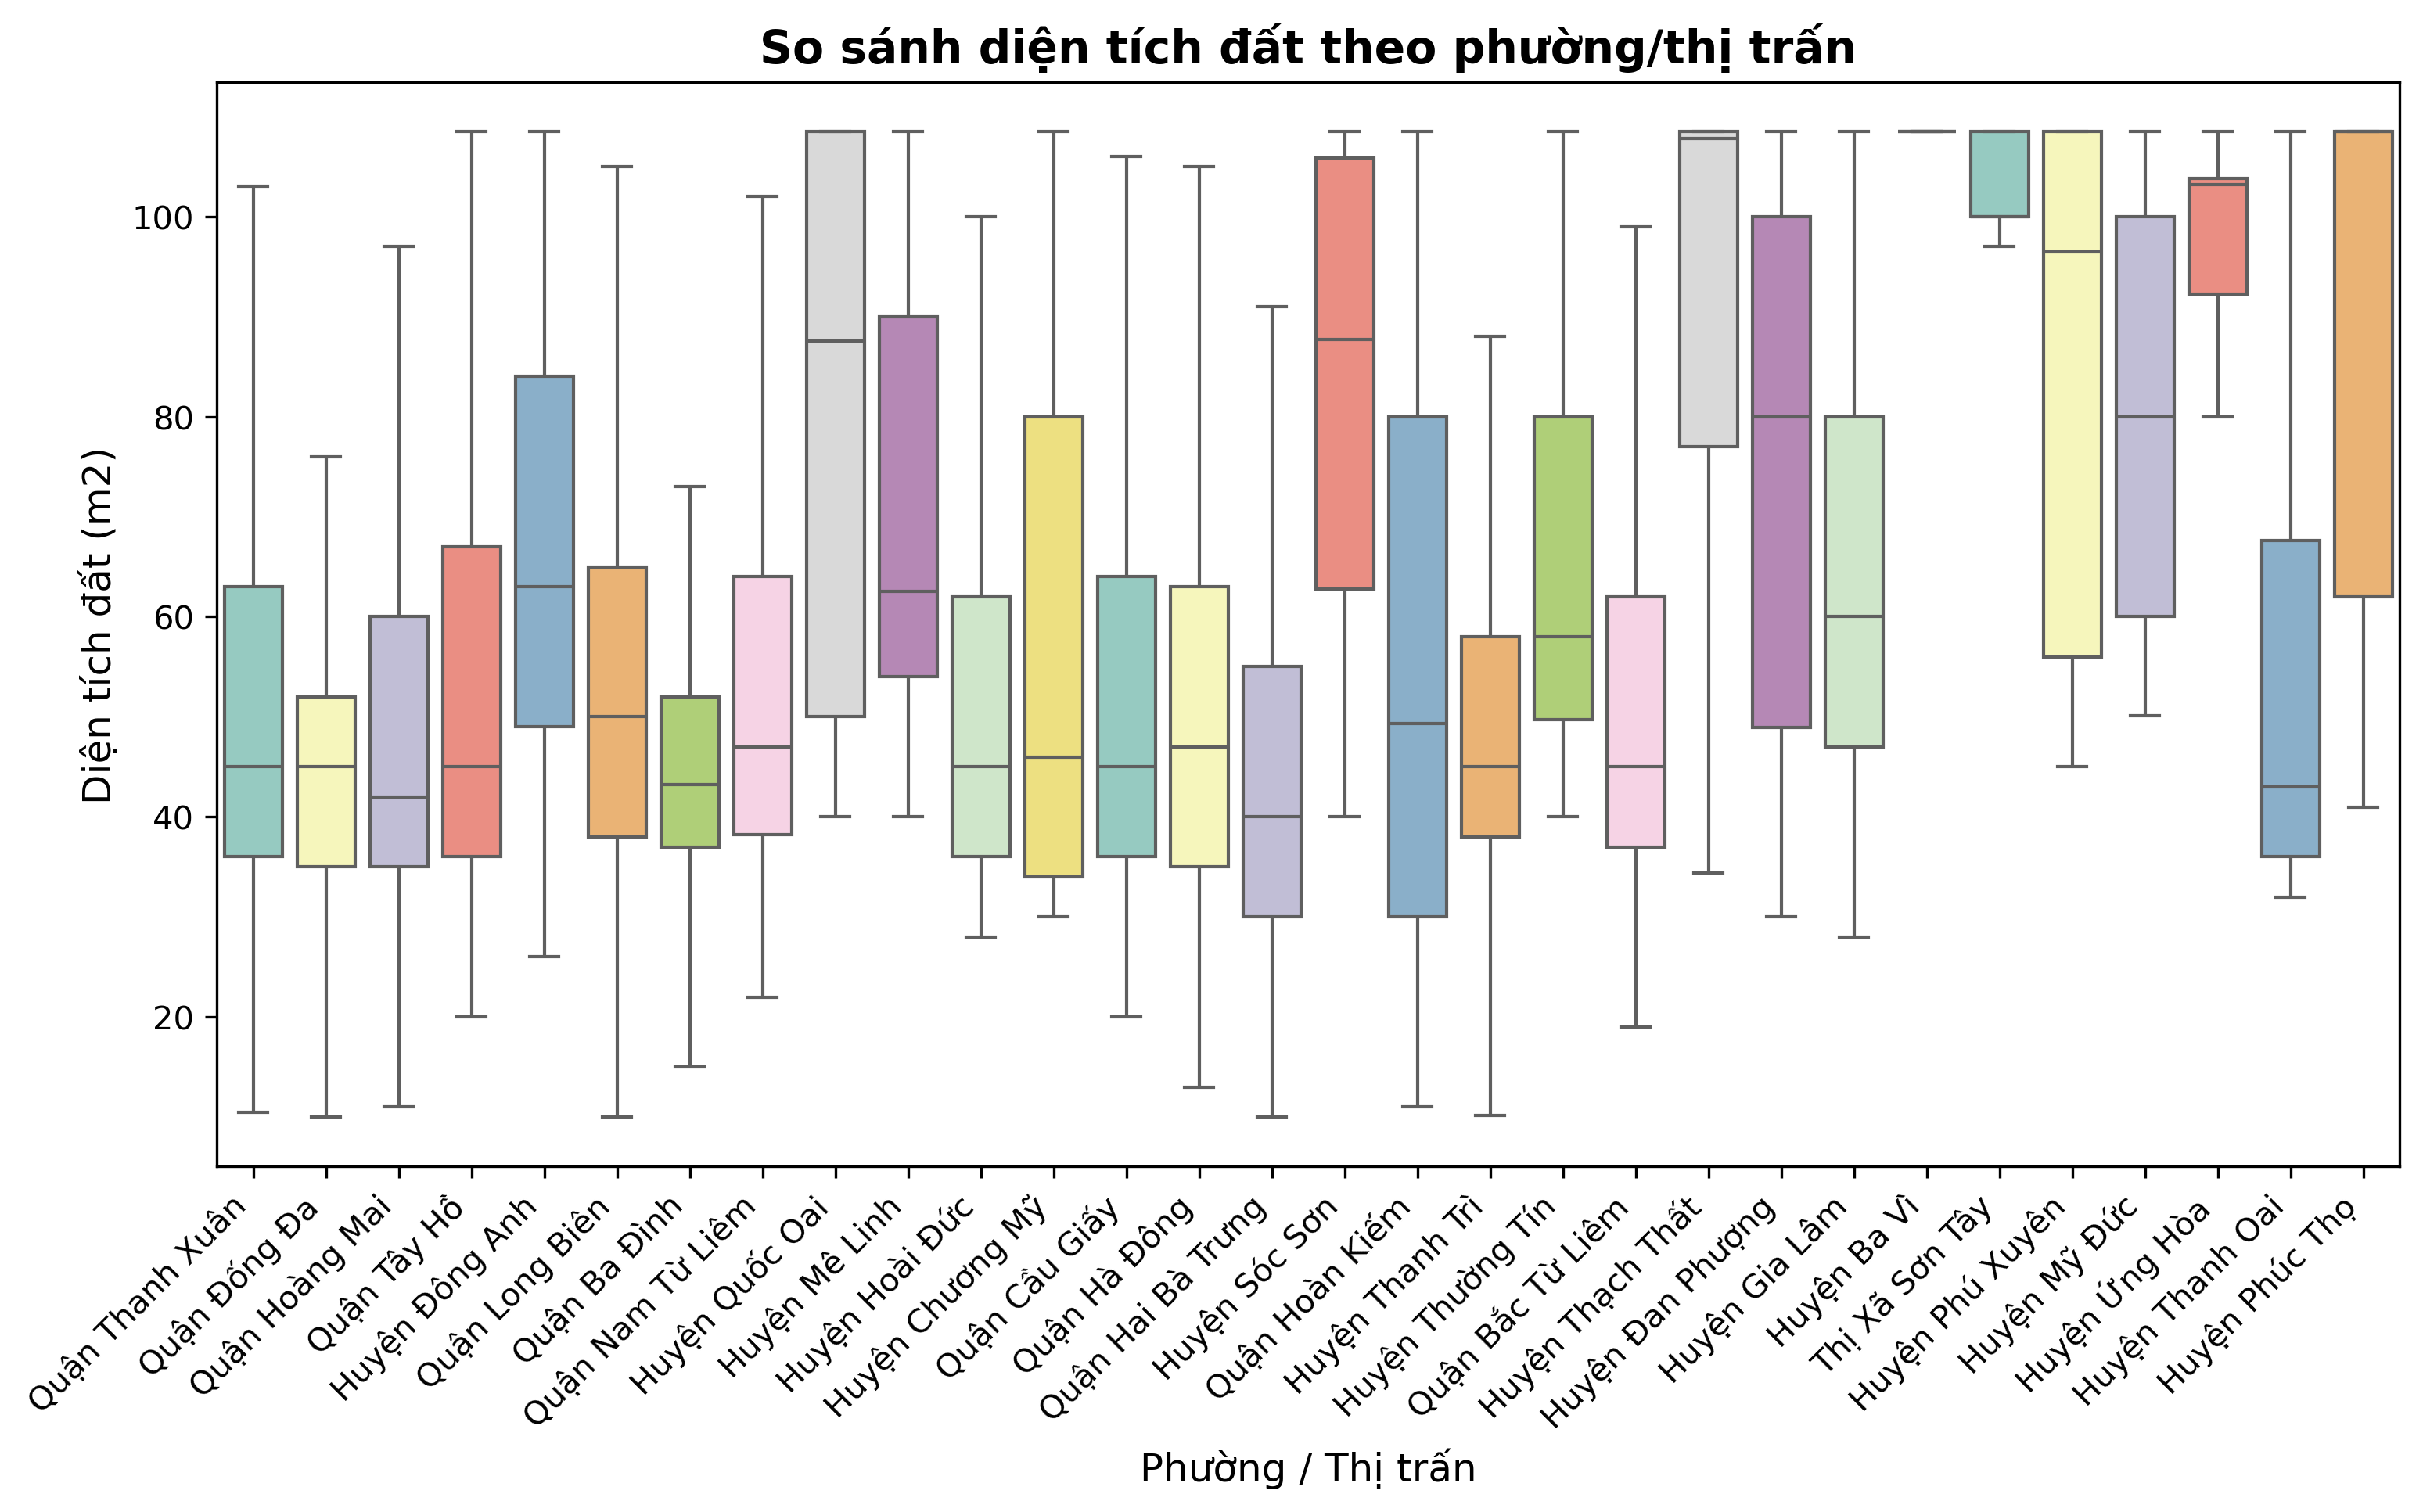 So sánh diện tích đất theo phường/thị trấn
Diện tích đất (m2)
100
80
60
40
20
Quận Thanh Xuân
Quận Đống Đa
Quận Hoàng Mai
Quận Tây Hồ
Huyện Đông Anh
Quận Long Biên
Quận Ba Đình
Quận Nam Từ Liêm
Huyện Quốc Oai
Huyện Mê Linh
Huyện Hoài Đức
Huyện Chương Mỹ
Quận Cầu Giấy
Quận Hà Đông
Quận Hai Bà Trưng
Huyện Sóc Sơn
Quận Hoàn Kiếm
Huyện Thanh Trì
Huyện Thường Tín
Quận Bắc Từ Liêm
Huyện Thạch Thất
Huyện Đan Phượng
Huyện Gia Lâm
Huyện Ba Vì
Thị Xã Sơn Tây
Huyện Phú Xuyên
Huyện Mỹ Đức
Huyện Ứng Hòa
Huyện Thanh Oai
Huyện Phúc Thọ
Phường / Thị trấn